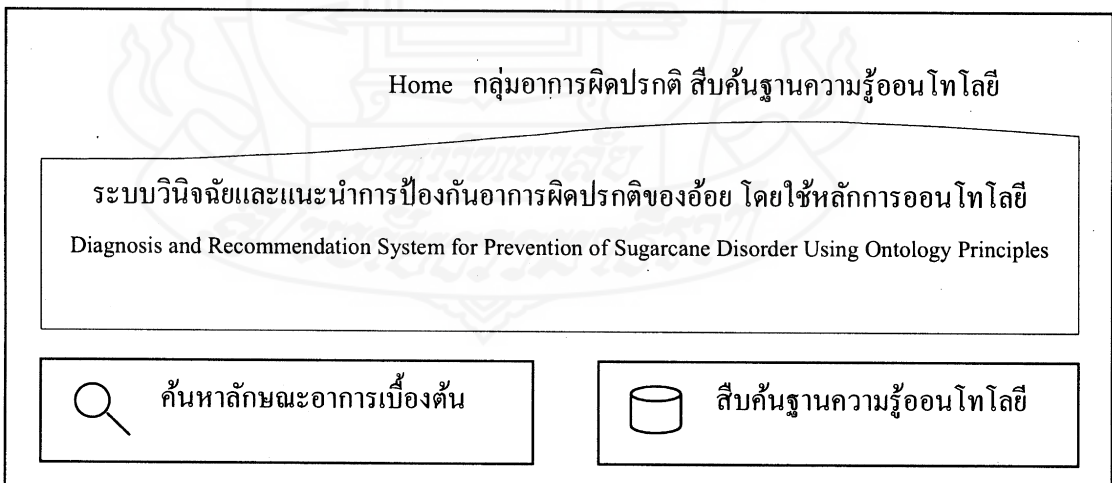 Home กลุ่มอาการผิดปรกติ สืบค้นฐานความรู้ออนโทโลยี
ระบบวินิจฉัยและแนะนำการป้องกันอาการผิดปรกติของอ้อย โดยใช้หลักการออนโทโลยี
Diagnosis and Recommendation System for Prevention of Sugarcane Disorder Using Ontology Principles
ค้นหาลักษณะอาการเบื้องต้น
สืบค้นฐานความรู้ออนโทโลยี